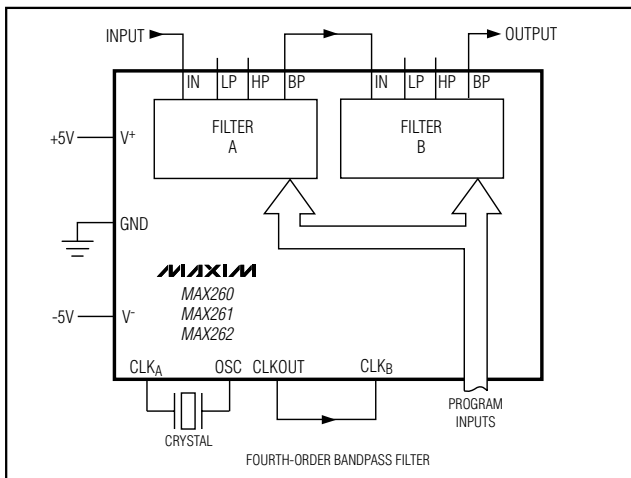 INPUT OUTPUT
IN LP HP BP IN LP HP BP
FILTER A FILTER B
+5V V+
GND
MAXIM
MAX260
MAX261
MAX262
-5V V-
CLKA OSC CLKOUT CLKB
CRYSTAL
PROGRAM
INPUTS
FOURTH-ORDER BANDPASS FILTER